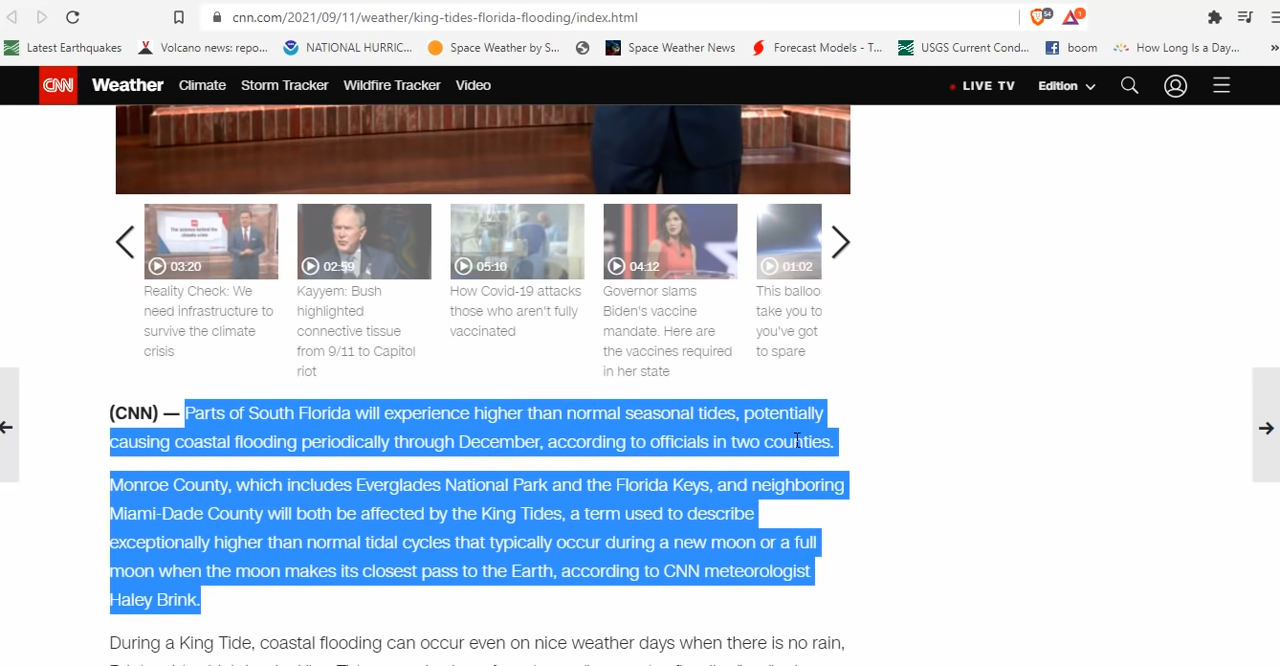 cnn.com/2021/09/11/weather/king-tides-florida-flooding/index.html
54
1
Latest Earthquakes
Volcano news: repo...
NATIONAL HURRIC...
Space Weather by S...
Space Weather News
Forecast Models - T...
USGS Current Cond...
boom
How Long Is a Day...
»
CNN Weather Climate Storm Tracker Wildfire Tracker Video LIVE TV Edition
The science behind the
climate crisis
03:20
02:59
05:10
04:12
01:02
Reality Check: We
need infrastructure to
survive the climate
crisis
Kayyem: Bush
highlighted
connective tissue
from 9/11 to Capitol
riot
How Covid-19 attacks
those who aren't fully
vaccinated
Governor slams
Biden's vaccine
mandate. Here are
the vaccines required
in her state
This balloo
take you to
you've got
to spare
(CNN) — Parts of South Florida will experience higher than normal seasonal tides, potentially
causing coastal flooding periodically through December, according to officials in two counties.
Monroe County, which includes Everglades National Park and the Florida Keys, and neighboring
Miami-Dade County will both be affected by the King Tides, a term used to describe
exceptionally higher than normal tidal cycles that typically occur during a new moon or a full
moon when the moon makes its closest pass to the Earth, according to CNN meteorologist
Haley Brink.
During a King Tide, coastal flooding can occur even on nice weather days when there is no rain,